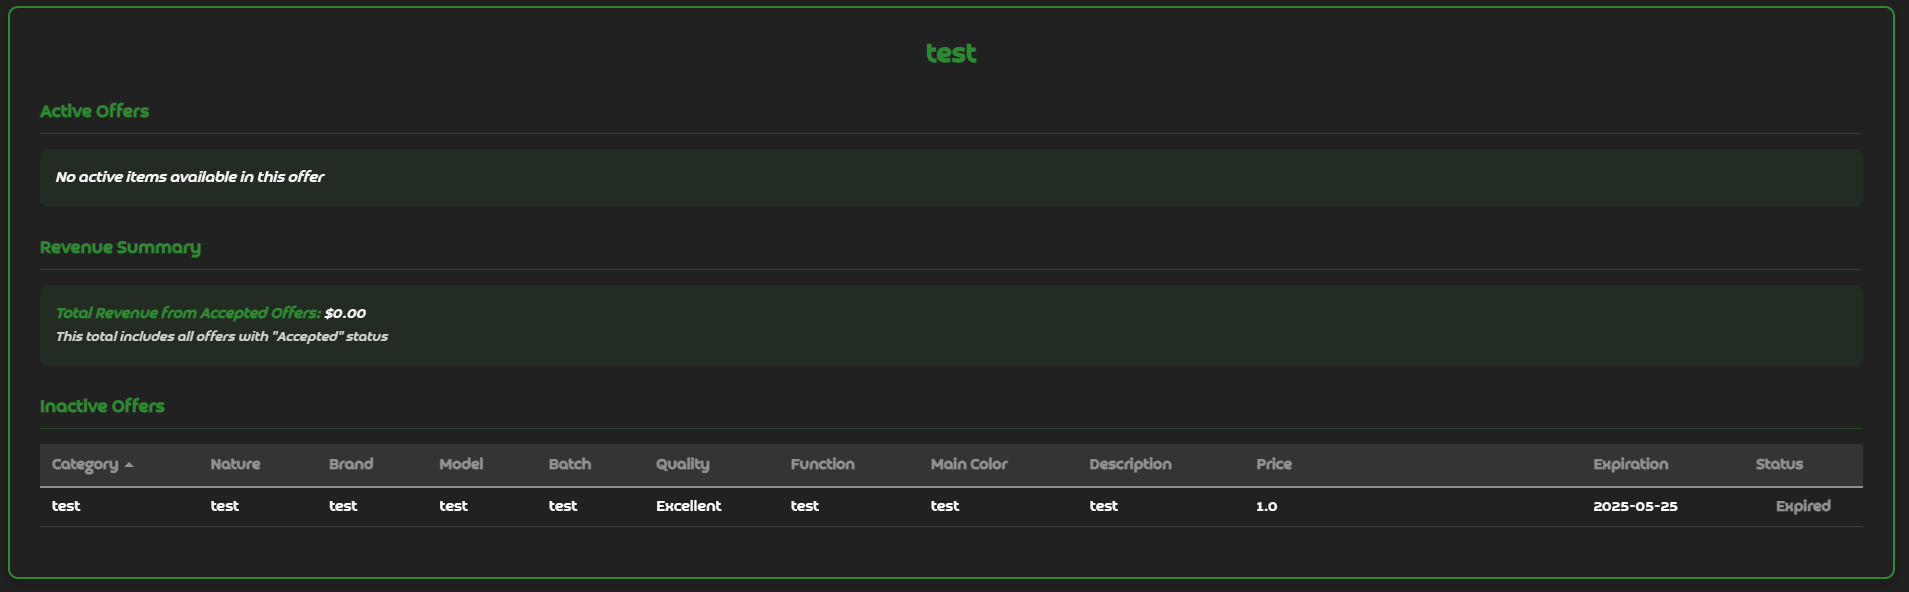 test
Active Offers
No active items available in this offer
Revenue Summary
Total Revenue from Accepted Offers: $0.00
This total includes all offers with "Accepted" status
Inactive Offers
Category Nature Brand Model Batch Quality Function Main Color Description Price Expiration Status
test test test test test Excellent test test test 1.0 2025-05-25 Expired